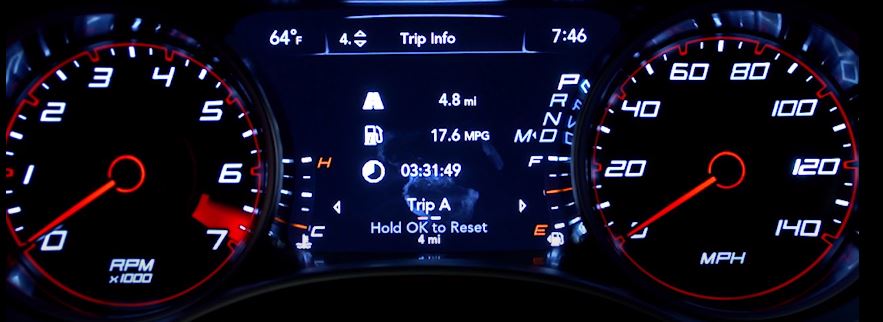 64°F
4. Trip Info
7:46
4.8 mi
17.6 MPG
03:31:49
Trip A
Hold OK to Reset
4 mi
P
R
N
M D
H
C
F
E
0
1
2
3
4
5
6
7
RPM
x1000
20
40
60
80
100
120
140
MPH